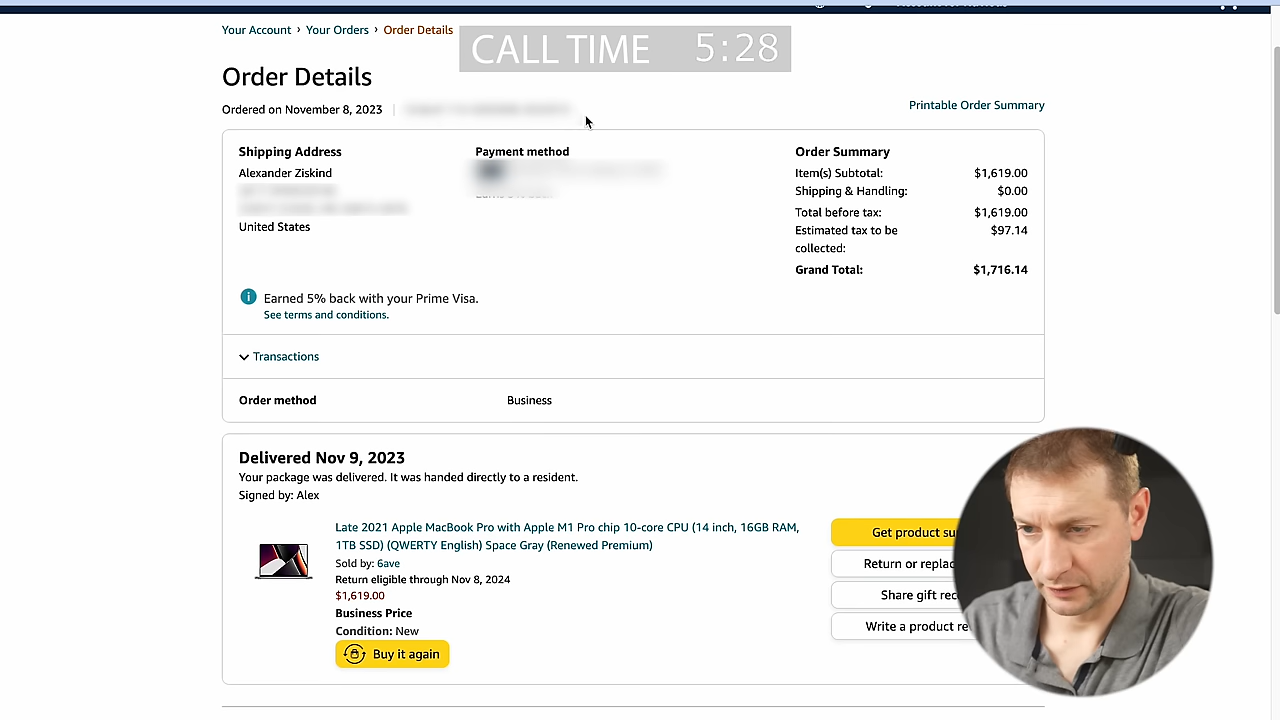 Your Account › Your Orders › Order Details
CALL TIME 5:28
Order Details
Ordered on November 8, 2023
Printable Order Summary
Shipping Address
Alexander Ziskind
United States
Payment method
Order Summary
Item(s) Subtotal: $1,619.00
Shipping & Handling: $0.00
Total before tax: $1,619.00
Estimated tax to be $97.14
collected:
Grand Total: $1,716.14
Earned 5% back with your Prime Visa.
See terms and conditions.
Transactions
Order method Business
Delivered Nov 9, 2023
Your package was delivered. It was handed directly to a resident.
Signed by: Alex
Late 2021 Apple MacBook Pro with Apple M1 Pro chip 10-core CPU (14 inch, 16GB RAM,
1TB SSD) (QWERTY English) Space Gray (Renewed Premium)
Sold by: 6ave
Return eligible through Nov 8, 2024
$1,619.00
Business Price
Condition: New
Buy it again
Get product su
Return or replac
Share gift rec
Write a product re